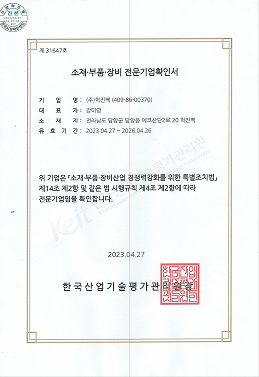 제 31647호
소재·부품·장비 전문기업확인서
기 업 명 : (주)혁진팩 (409-86-00370)
대 표 자 : 강미영
소 재 지 : 전라남도 담양군 담양읍 에코산단2로 20 혁진팩
유 효 기 간 : 2023.04.27 ~ 2026.04.26
위 기업은 「소재·부품·장비산업 경쟁력강화를 위한 특별조치법」
제14조 제2항 및 같은 법 시행규칙 제4조 제2항에 따라
전문기업임을 확인합니다.
2023.04.27
한국산업기술평가관리원장